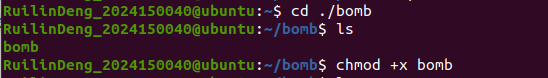 RuilinDeng_2024150040@ubuntu:~$ cd ./bomb
RuilinDeng_2024150040@ubuntu:~/bomb$ ls
bomb
RuilinDeng_2024150040@ubuntu:~/bomb$ chmod +x bomb